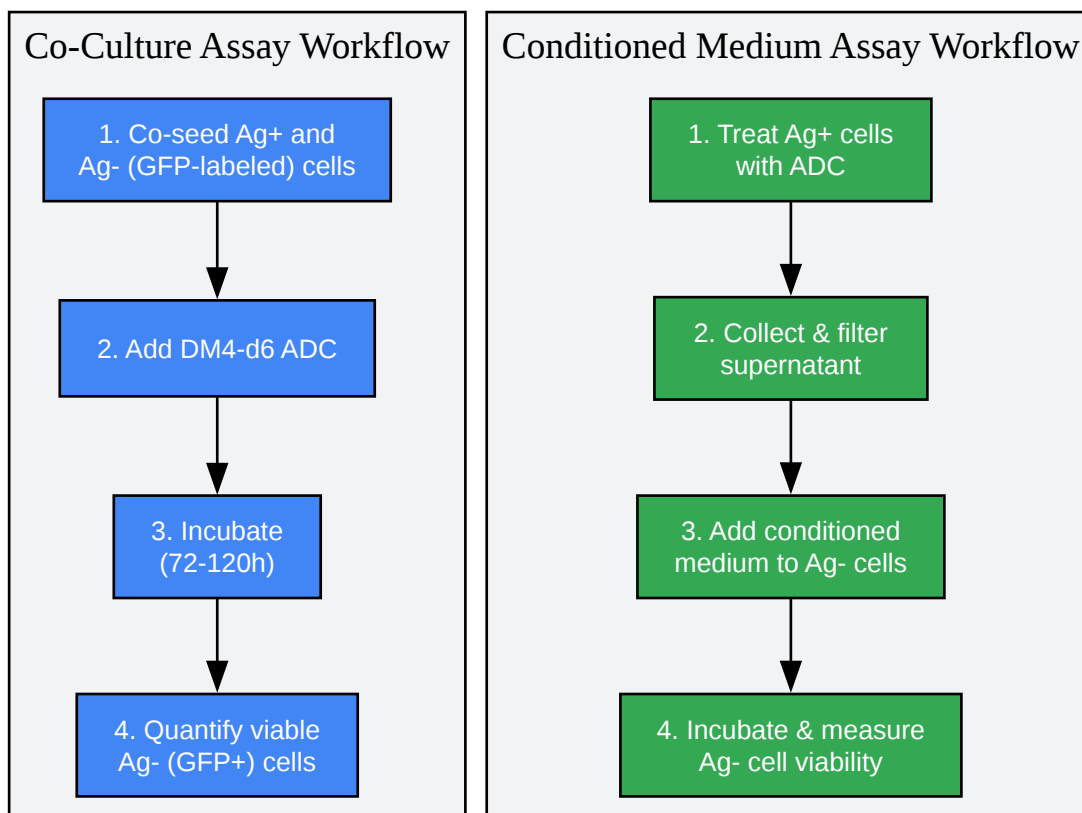 Co-Culture Assay Workflow
1. Co-seed Ag+ and
Ag- (GFP-labeled) cells
2. Add DM4-d6 ADC
3. Incubate
(72-120h)
4. Quantify viable
Ag- (GFP+) cells
Conditioned Medium Assay Workflow
1. Treat Ag+ cells
with ADC
2. Collect & filter
supernatant
3. Add conditioned
medium to Ag- cells
4. Incubate & measure
Ag- cell viability